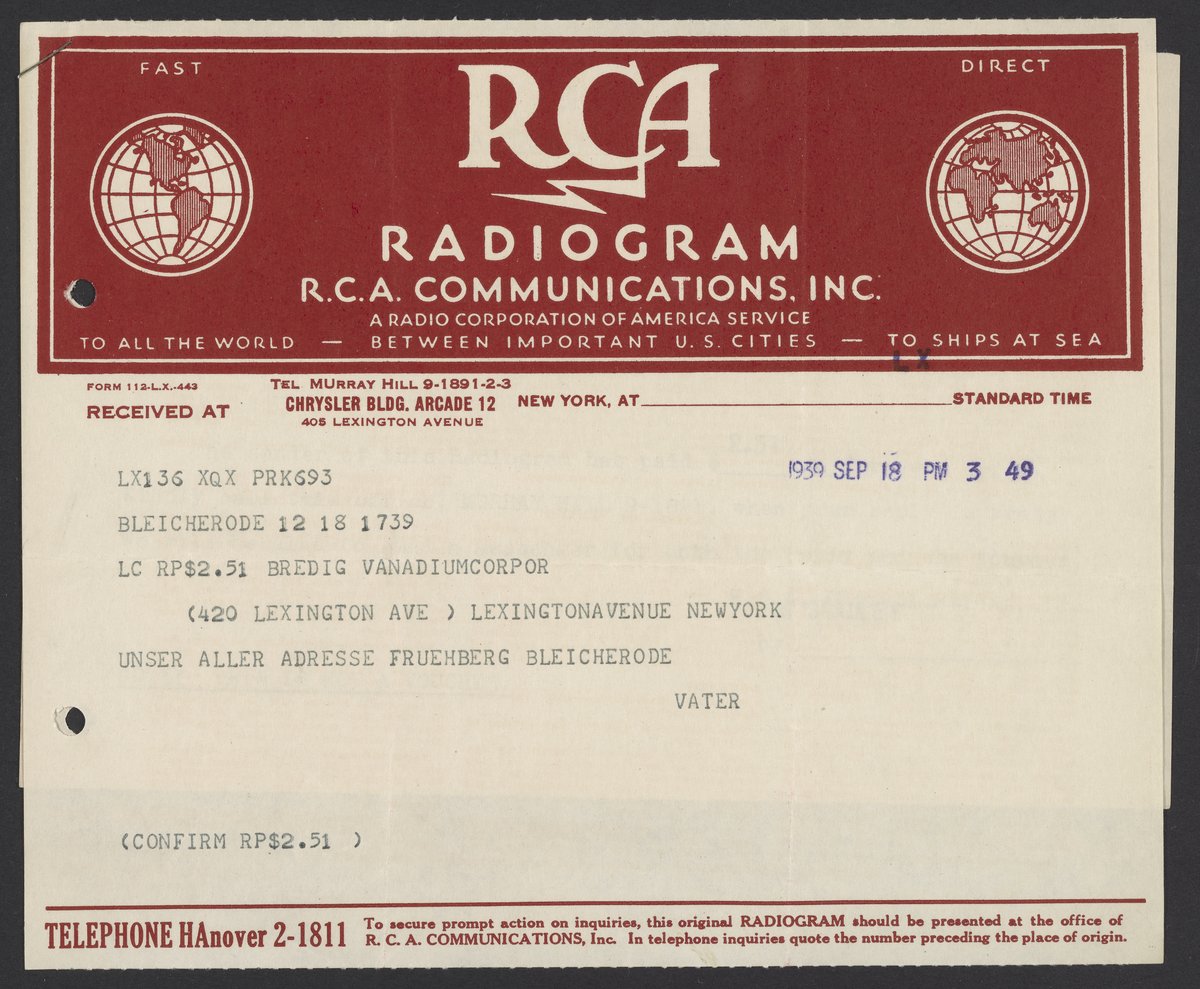 FAST
DIRECT
RCA
RADIOGRAM
R.C.A. COMMUNICATIONS, INC.
A RADIO CORPORATION OF AMERICA SERVICE
TO ALL THE WORLD — BETWEEN IMPORTANT U.S. CITIES — TO SHIPS AT SEA
LX
FORM 112-L.X.-443
TEL MURRAY HILL 9-1891-2-3
RECEIVED AT
CHRYSLER BLDG. ARCADE 12
NEW YORK, AT
STANDARD TIME
405 LEXINGTON AVENUE
1939 SEP 18 PM 3 49
LX136 XQX PRK693
BLEICHERODE 12 18 1739
LC RP$2.51 BREDIG VANADIUMCORPOR
(420 LEXINGTON AVE ) LEXINGTONAVENUE NEWYORK
UNSER ALLER ADRESSE FRUEHBERG BLEICHERODE
VATER
(CONFIRM RP$2.51 )
TELEPHONE HAnover 2-1811
To secure prompt action on inquiries, this original RADIOGRAM should be presented at the office of
R. C. A. COMMUNICATIONS, Inc. In telephone inquiries quote the number preceding the place of origin.